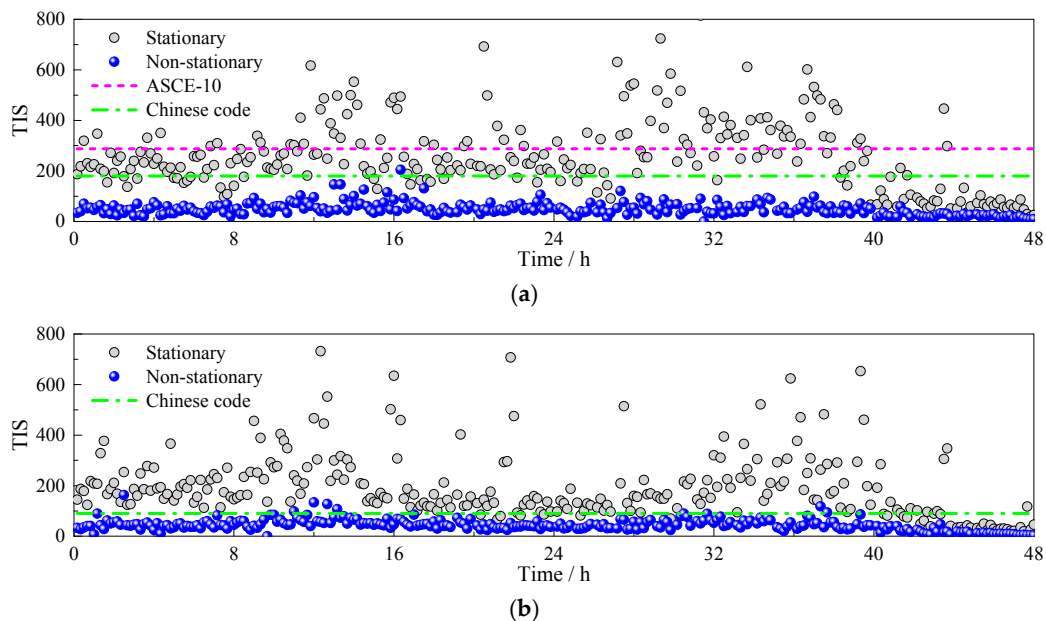 800
600
400
200
0
TIS
Stationary
Non-stationary
ASCE-10
Chinese code
0 8 16 24 32 40 48
Time / h
(a)
800
600
400
200
0
TIS
Stationary
Non-stationary
Chinese code
0 8 16 24 32 40 48
Time / h
(b)